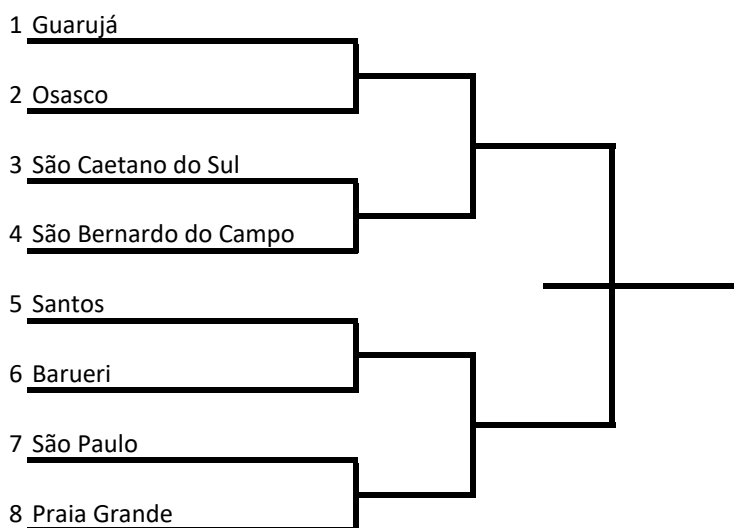 1 Guarujá
2 Osasco
3 São Caetano do Sul
4 São Bernardo do Campo
5 Santos
6 Barueri
7 São Paulo
8 Praia Grande